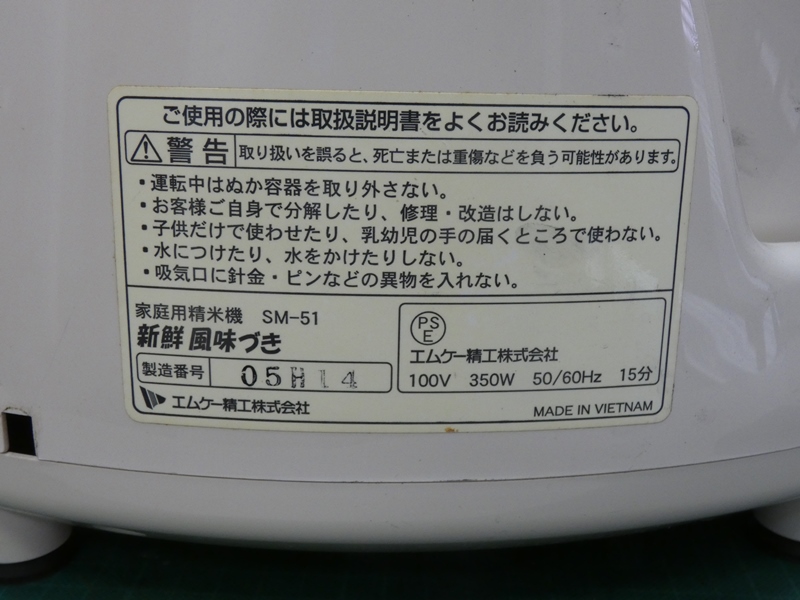 ご使用の際には取扱説明書をよくお読みください。
警告 取り扱いを誤ると、死亡または重傷などを負う可能性があります。
・運転中はぬか容器を取り外さない。
・お客様ご自身で分解したり、修理・改造はしない。
・子供だけで使わせたり、乳幼児の手の届くところで使わない。
・水につけたり、水をかけたりしない。
・吸気口に針金・ピンなどの異物を入れない。
家庭用精米機 SM-51
新鮮風味づき
製造番号 05H14
エムケー精工株式会社
PS
E
エムケー精工株式会社
100V 350W 50/60Hz 15分
MADE IN VIETNAM